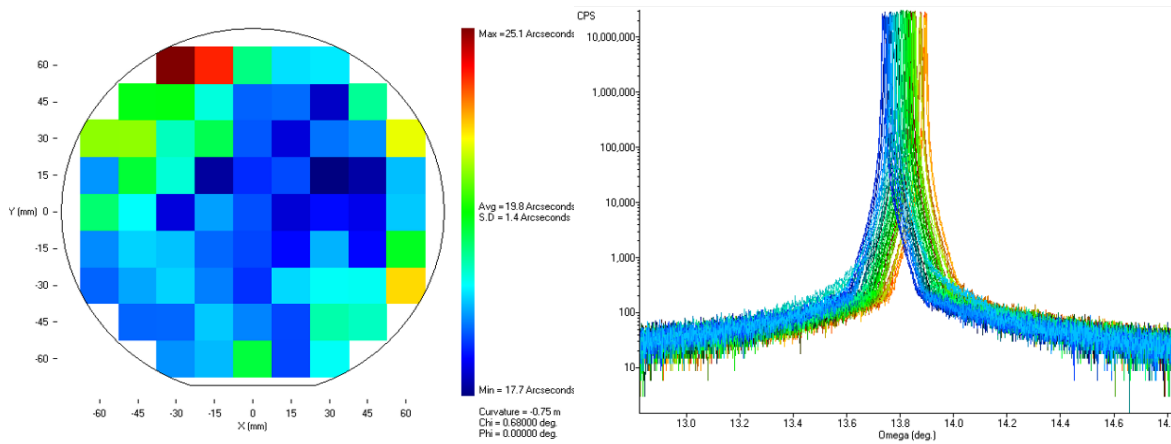 Max =25.1 Arcseconds
60
45
30
15
Y (mm) 0
-15
-30
-45
-60
Avg =19.8 Arcseconds
S.D = 1.4 Arcseconds
Min = 17.7 Arcseconds
-60 -45 -30 -15 0 15 30 45 60
X (mm)
Curvature = -0.75 m
Chi = 0.68000 deg.
Phi = 0.00000 deg.
CPS
10,000,000
1,000,000
100,000
10,000
1,000
100
10
13.0 13.2 13.4 13.6 13.8 14.0 14.2 14.4 14.6
Omega (deg.)